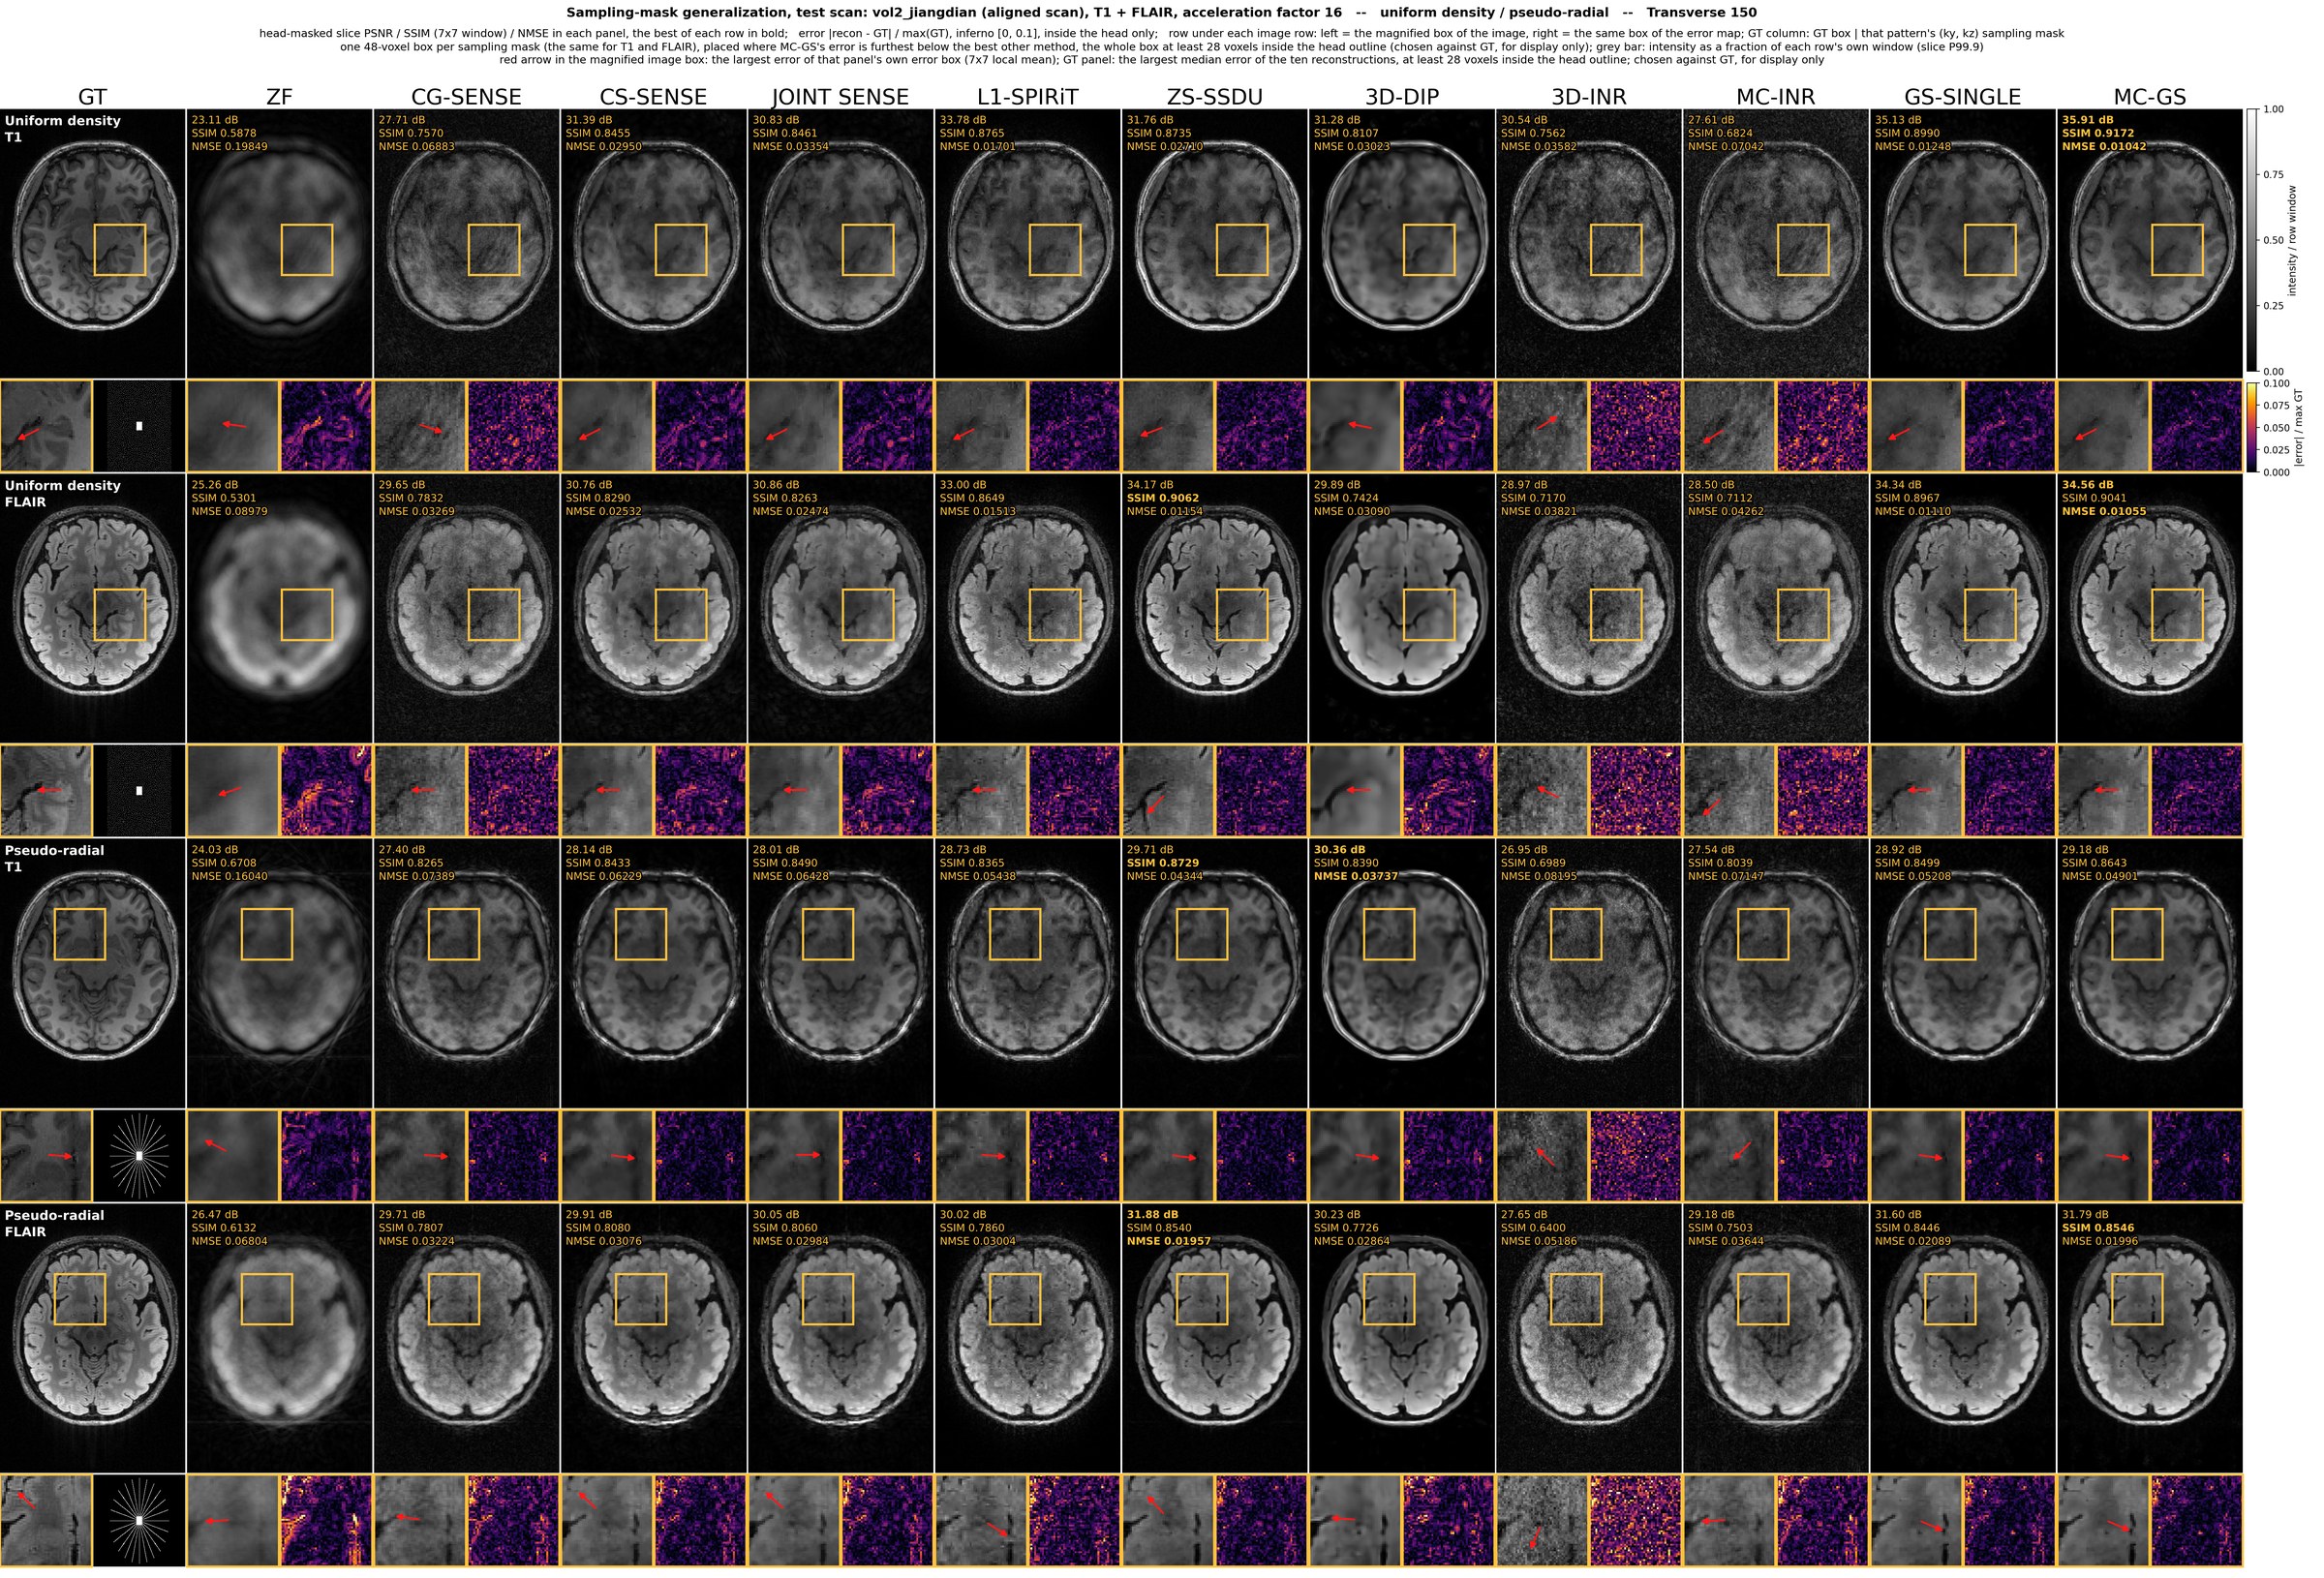 Sampling-mask generalization, test scan: vol2_jiangdian (aligned scan), T1 + FLAIR, acceleration factor 16 -- uniform density / pseudo-radial -- Transverse 150
head-masked slice PSNR / SSIM (7x7 window) / NMSE in each panel, the best of each row in bold; error |recon - GT| / max(GT), inferno [0, 0.1], inside the head only; row under each image row: left = the magnified box of the image, right = the same box of the error map; GT column: GT box | that pattern's (ky, kz) sampling mask
one 48-voxel box per sampling mask (the same for T1 and FLAIR), placed where MC-GS's error is furthest below the best other method, the whole box at least 28 voxels inside the head outline (chosen against GT, for display only); grey bar: intensity as a fraction of each row's own window (slice P99.9)
red arrow in the magnified image box: the largest error of that panel's own error box (7x7 local mean); GT panel: the largest median error of the ten reconstructions, at least 28 voxels inside the head outline; chosen against GT, for display only
GT ZF CG-SENSE CS-SENSE JOINT SENSE L1-SPIRiT ZS-SSDU 3D-DIP 3D-INR MC-INR GS-SINGLE MC-GS
Uniform density 23.11 dB 27.71 dB 31.39 dB 30.83 dB 33.78 dB 31.76 dB 31.28 dB 30.54 dB 27.61 dB 35.13 dB 35.91 dB
T1 SSIM 0.5878 SSIM 0.7570 SSIM 0.8455 SSIM 0.8461 SSIM 0.8765 SSIM 0.8735 SSIM 0.8107 SSIM 0.7562 SSIM 0.6824 SSIM 0.8990 SSIM 0.9172
NMSE 0.19849 NMSE 0.06883 NMSE 0.02950 NMSE 0.03354 NMSE 0.01701 NMSE 0.02710 NMSE 0.03023 NMSE 0.03582 NMSE 0.07042 NMSE 0.01248 NMSE 0.01042
1.00
0.75
0.50
0.25
0.00
intensity / row window
0.100
0.075
0.050
0.025
0.000
|error| / max GT
Uniform density 25.26 dB 29.65 dB 30.76 dB 30.86 dB 33.00 dB 34.17 dB 29.89 dB 28.97 dB 28.50 dB 34.34 dB 34.56 dB
FLAIR SSIM 0.5301 SSIM 0.7832 SSIM 0.8290 SSIM 0.8263 SSIM 0.8649 SSIM 0.9062 SSIM 0.7424 SSIM 0.7170 SSIM 0.7112 SSIM 0.8967 SSIM 0.9041
NMSE 0.08979 NMSE 0.03269 NMSE 0.02532 NMSE 0.02474 NMSE 0.01513 NMSE 0.01154 NMSE 0.03090 NMSE 0.03821 NMSE 0.04262 NMSE 0.01110 NMSE 0.01055
Pseudo-radial 24.03 dB 27.40 dB 28.14 dB 28.01 dB 28.73 dB 29.71 dB 30.36 dB 26.95 dB 27.54 dB 28.92 dB 29.18 dB
T1 SSIM 0.6708 SSIM 0.8265 SSIM 0.8433 SSIM 0.8490 SSIM 0.8365 SSIM 0.8729 SSIM 0.8390 SSIM 0.6989 SSIM 0.8039 SSIM 0.8499 SSIM 0.8643
NMSE 0.16040 NMSE 0.07389 NMSE 0.06229 NMSE 0.06428 NMSE 0.05438 NMSE 0.04344 NMSE 0.03737 NMSE 0.08195 NMSE 0.07147 NMSE 0.05208 NMSE 0.04901
Pseudo-radial 26.47 dB 29.71 dB 29.91 dB 30.05 dB 30.02 dB 31.88 dB 30.23 dB 27.65 dB 29.18 dB 31.60 dB 31.79 dB
FLAIR SSIM 0.6132 SSIM 0.7807 SSIM 0.8080 SSIM 0.8060 SSIM 0.7860 SSIM 0.8540 SSIM 0.7726 SSIM 0.6400 SSIM 0.7503 SSIM 0.8446 SSIM 0.8546
NMSE 0.06804 NMSE 0.03224 NMSE 0.03076 NMSE 0.02984 NMSE 0.03004 NMSE 0.01957 NMSE 0.02864 NMSE 0.05186 NMSE 0.03644 NMSE 0.02089 NMSE 0.01996